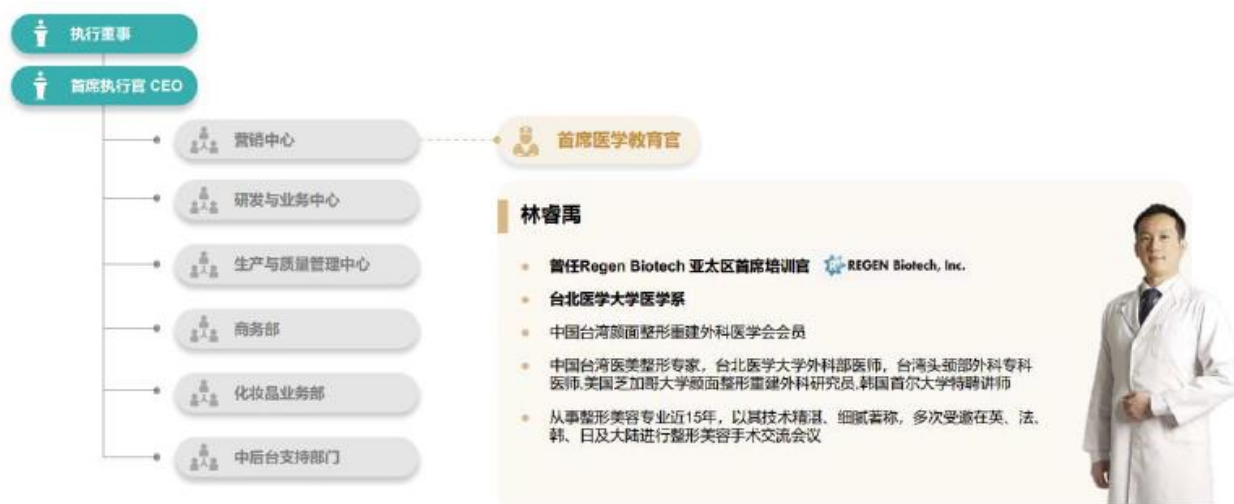 执行董事
首席执行官 CEO
营销中心
首席医学教育官
研发与业务中心
生产与质量管理中心
商务部
化妆品业务部
中后台支持部门
林睿禹
曾任Regen Biotech 亚太区首席培训官 REGEN Biotech, Inc.
台北医学大学医学系
中国台湾颜面整形重建外科医学会会员
中国台湾医美整形专家，台北医学大学外科部医师，台湾头颈部外科专科
医师,美国芝加哥大学颜面整形重建外科研究员,韩国首尔大学特聘讲师
从事整形美容专业近15年，以其技术精湛、细腻著称，多次受邀在英、法、
韩、日及大陆进行整形美容手术交流会议